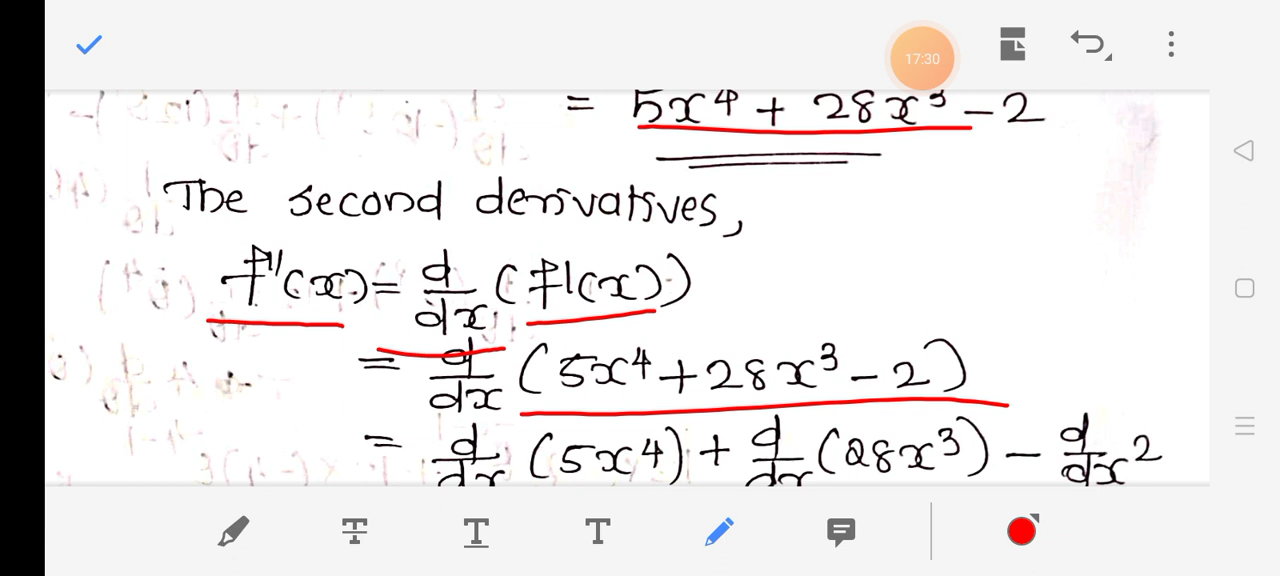 17:30
= 5x⁴ + 28x³ - 2
The second derivatives,
f''(x) = d/dx (f'(x))
= d/dx (5x⁴ + 28x³ - 2)
= d/dx (5x⁴) + d/dx (28x³) - d/dx 2
T T T